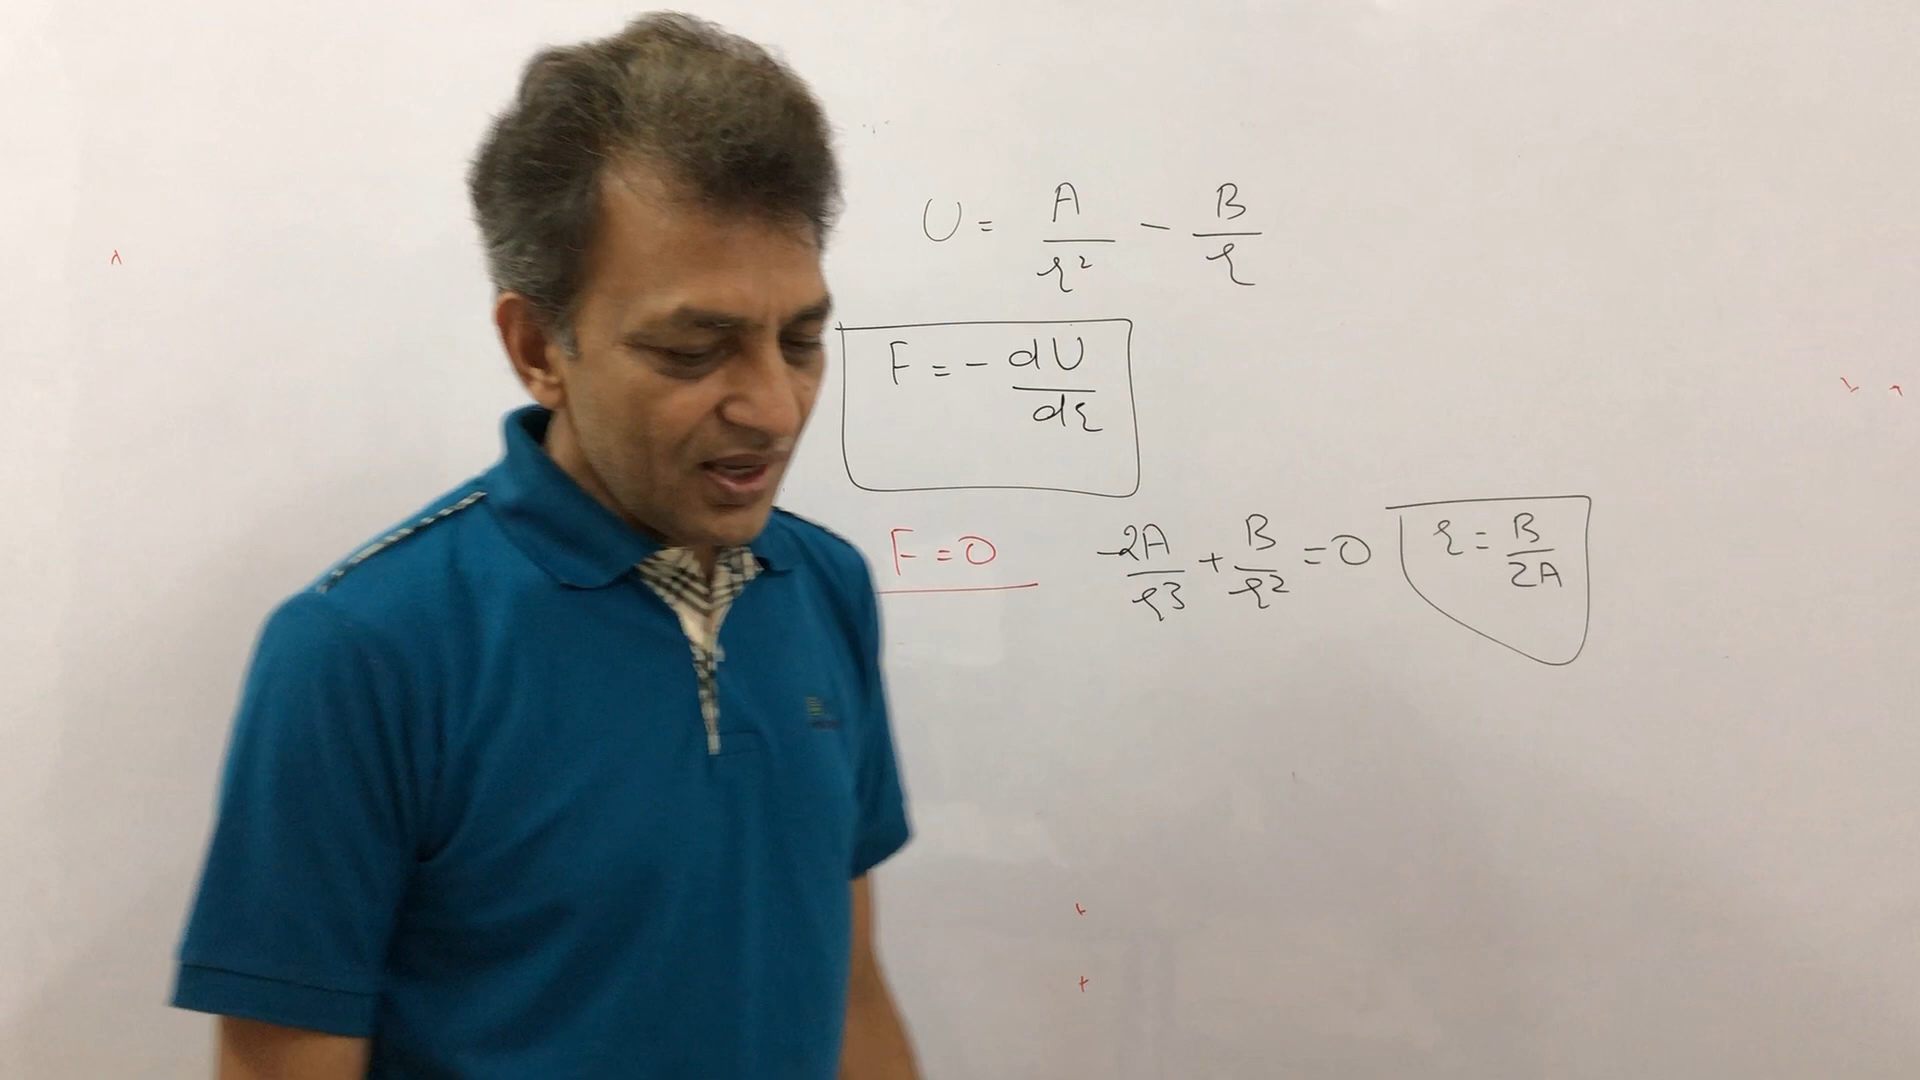 U = A/r² - B/r
F = - dU/dr
F = 0
-2A/r³ + B/r² = 0
r = B/2A